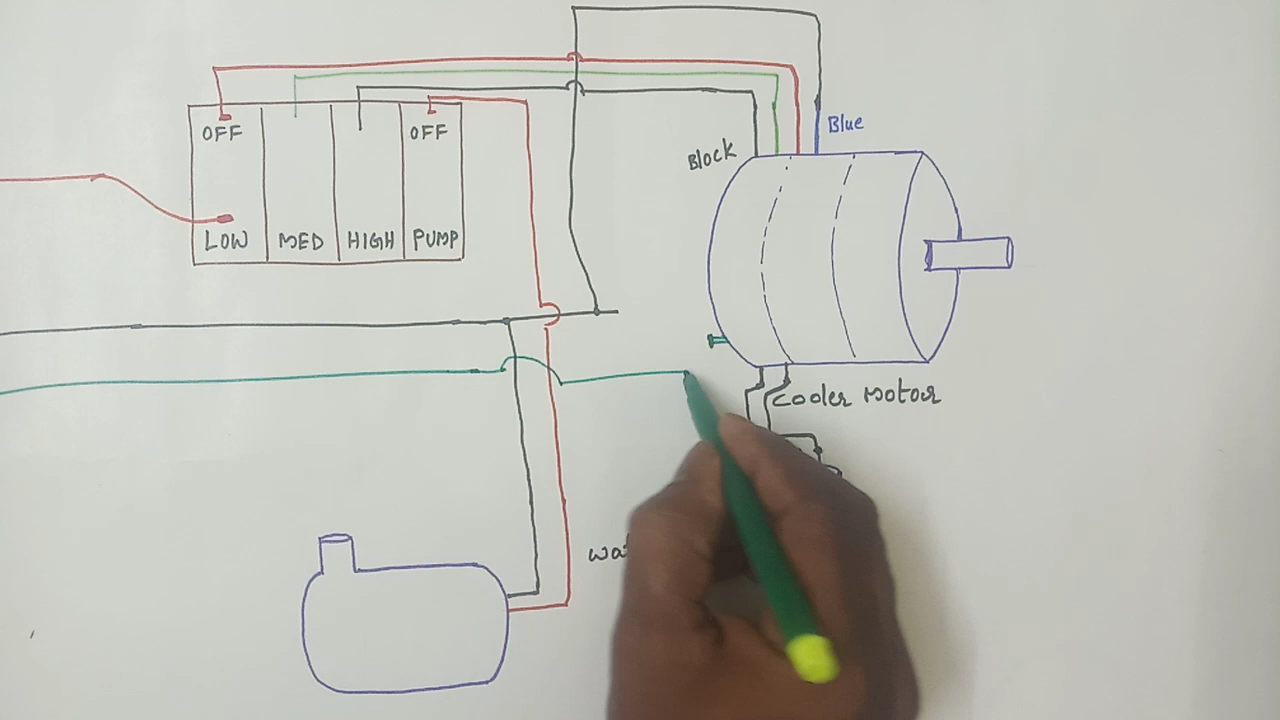 OFF
OFF
LOW
MED
HIGH
PUMP
Block
Blue
Cooler Motor